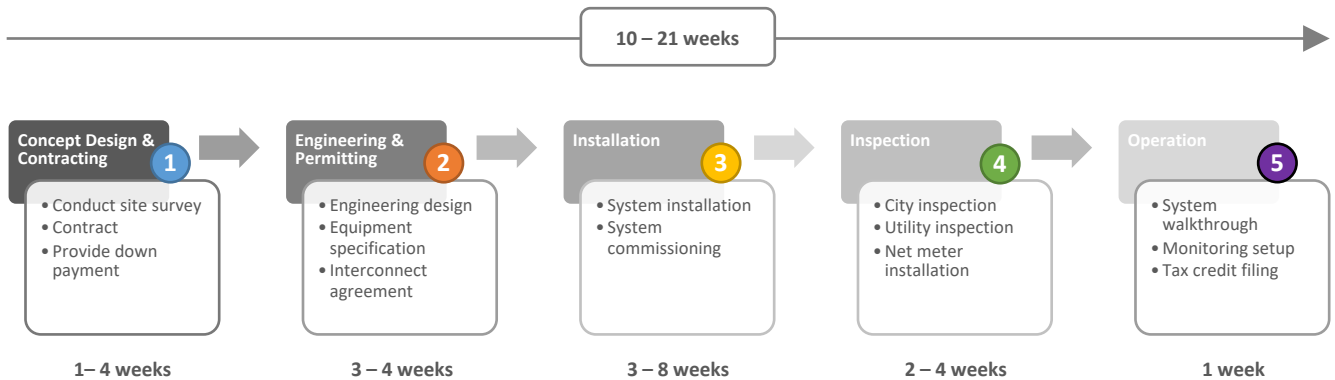 10 – 21 weeks
Concept Design &
Contracting
1
• Conduct site survey
• Contract
• Provide down
payment
1– 4 weeks
Engineering &
Permitting
2
• Engineering design
• Equipment
specification
• Interconnect
agreement
3 – 4 weeks
Installation
3
• System installation
• System
commissioning
3 – 8 weeks
Inspection
4
• City inspection
• Utility inspection
• Net meter
installation
2 – 4 weeks
Operation
5
• System
walkthrough
• Monitoring setup
• Tax credit filing
1 week